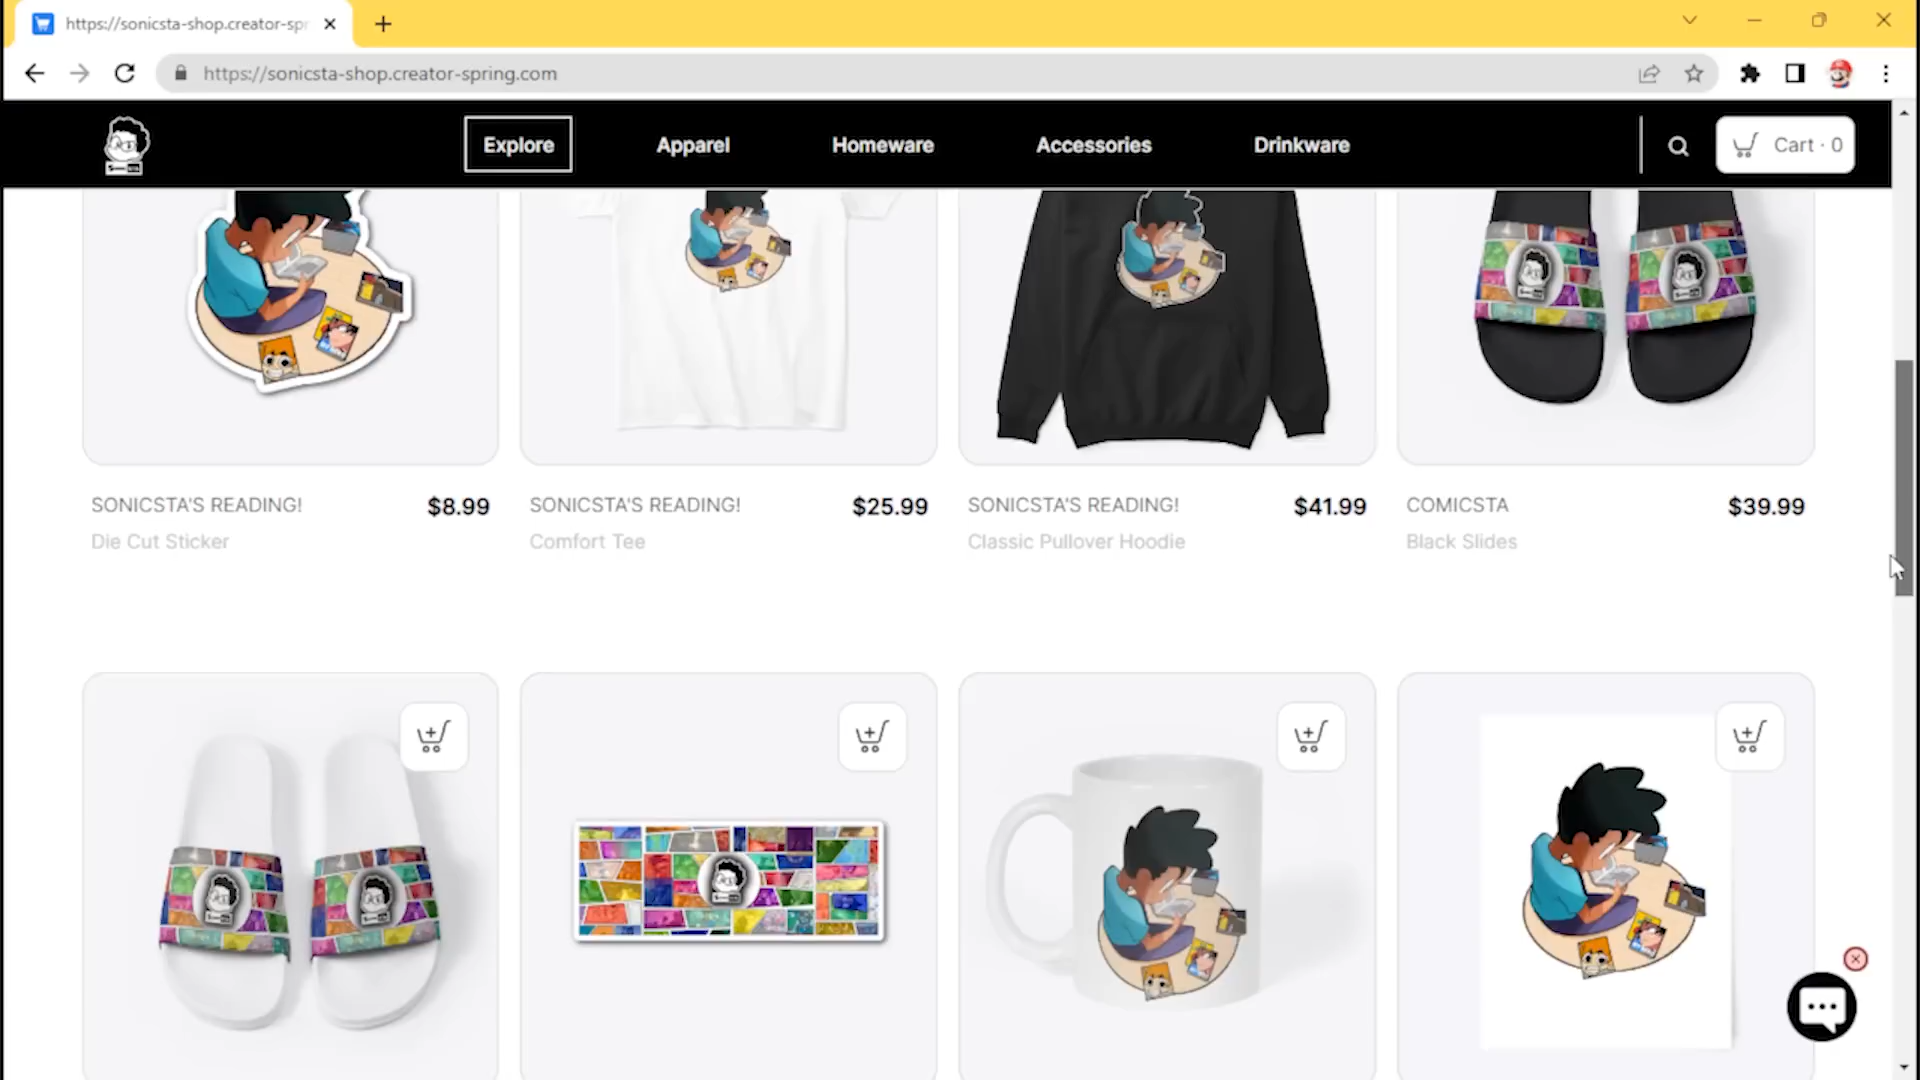 https://sonicsta-shop.creator-spr
https://sonicsta-shop.creator-spring.com
Explore
Apparel
Homeware
Accessories
Drinkware
Cart · 0
SONICSTA'S READING!
$8.99
SONICSTA'S READING!
$25.99
SONICSTA'S READING!
$41.99
COMICSTA
$39.99
Die Cut Sticker
Comfort Tee
Classic Pullover Hoodie
Black Slides